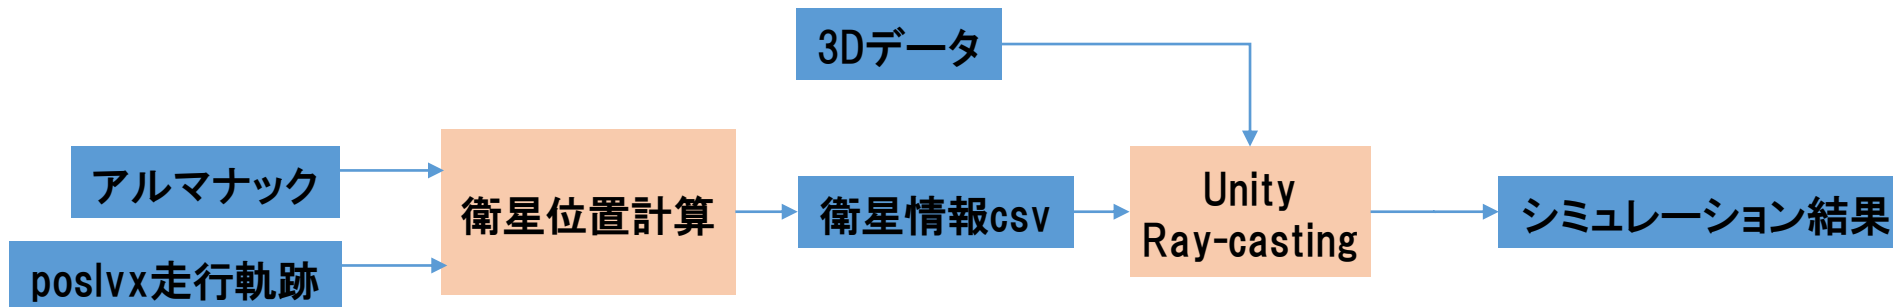 3Dデータ
アルマナック
poslvx走行軌跡
衛星位置計算
衛星情報csv
Unity
Ray-casting
シミュレーション結果